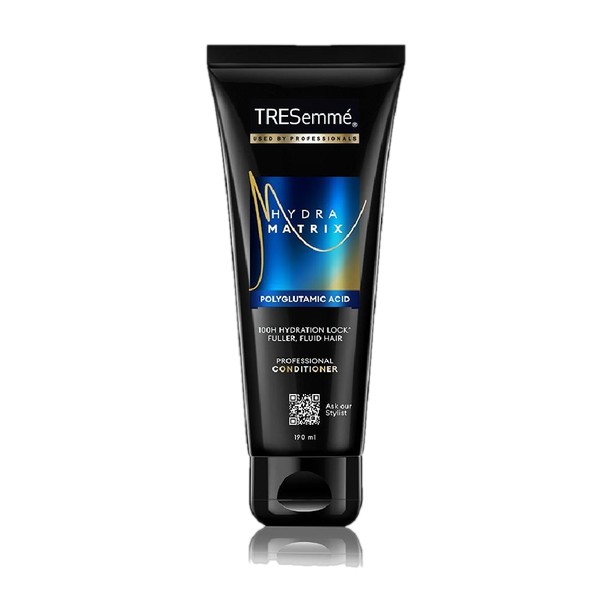 TRESemmé®
USED BY PROFESSIONALS
HYDRA
MATRIX
POLYGLUTAMIC ACID
100H HYDRATION LOCK*
FULLER, FLUID HAIR
PROFESSIONAL
CONDITIONER
Ask our
Stylist
190 ml